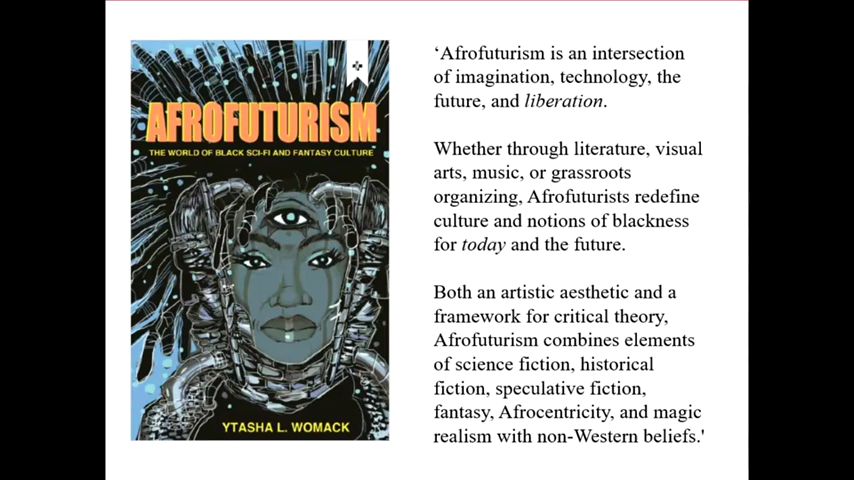 AFROFUTURISM
THE WORLD OF BLACK SCI-FI AND FANTASY CULTURE
YTASHA L. WOMACK
‘Afrofuturism is an intersection
of imagination, technology, the
future, and liberation.
Whether through literature, visual
arts, music, or grassroots
organizing, Afrofuturists redefine
culture and notions of blackness
for today and the future.
Both an artistic aesthetic and a
framework for critical theory,
Afrofuturism combines elements
of science fiction, historical
fiction, speculative fiction,
fantasy, Afrocentricity, and magic
realism with non-Western beliefs.'